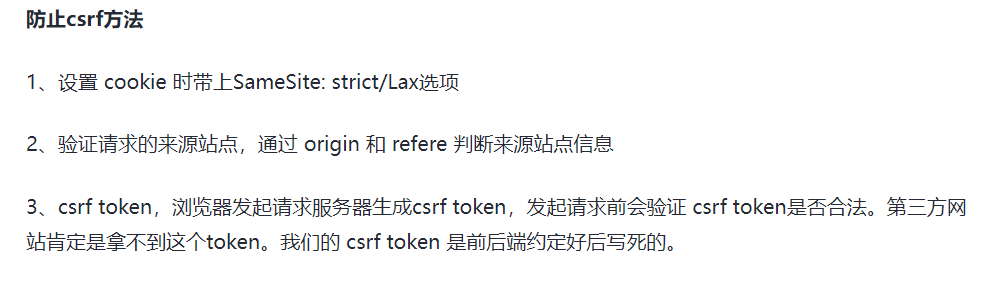 防止csrf方法
1、设置 cookie 时带上SameSite: strict/Lax选项
2、验证请求的来源站点，通过 origin 和 refere 判断来源站点信息
3、csrf token，浏览器发起请求服务器生成csrf token，发起请求前会验证 csrf token是否合法。第三方网
站肯定是拿不到这个token。我们的 csrf token 是前后端约定好后写死的。